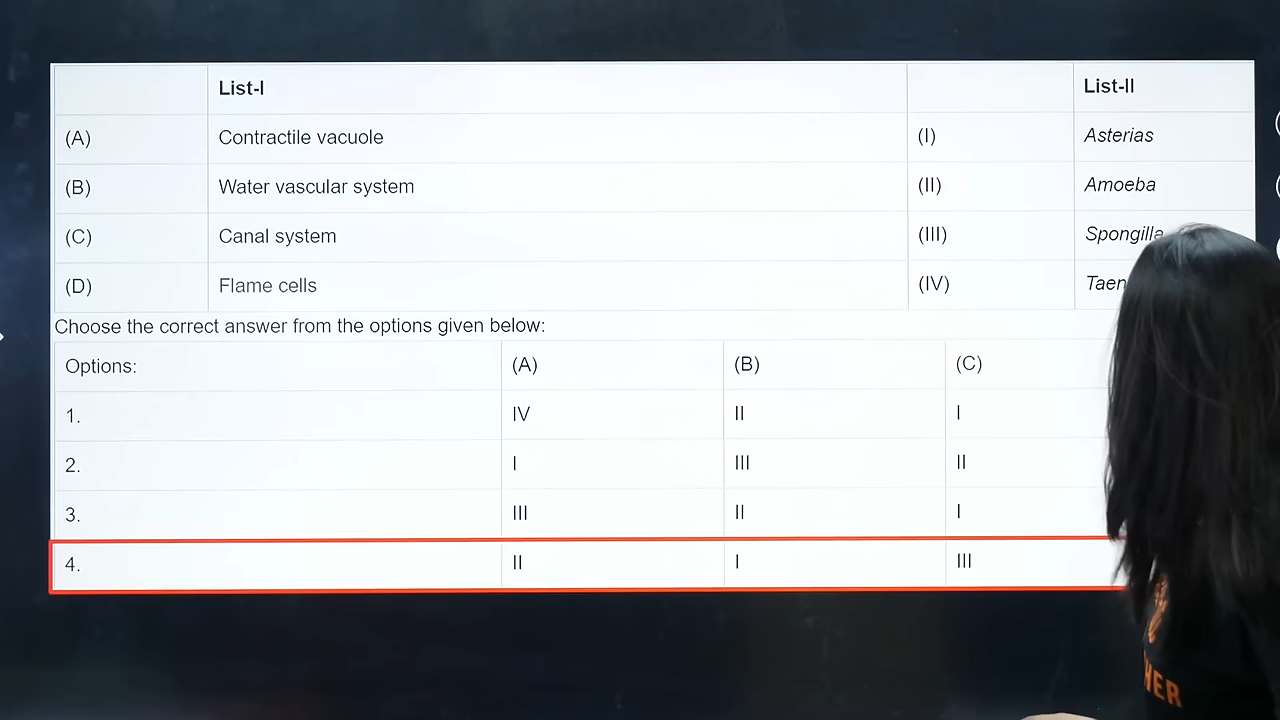 List-I List-II
(A) Contractile vacuole (I) Asterias
(B) Water vascular system (II) Amoeba
(C) Canal system (III) Spongilla
(D) Flame cells (IV)
Choose the correct answer from the options given below:
Options: (A) (B) (C)
1. IV II I
2. I III II
3. III II I
4. II I III